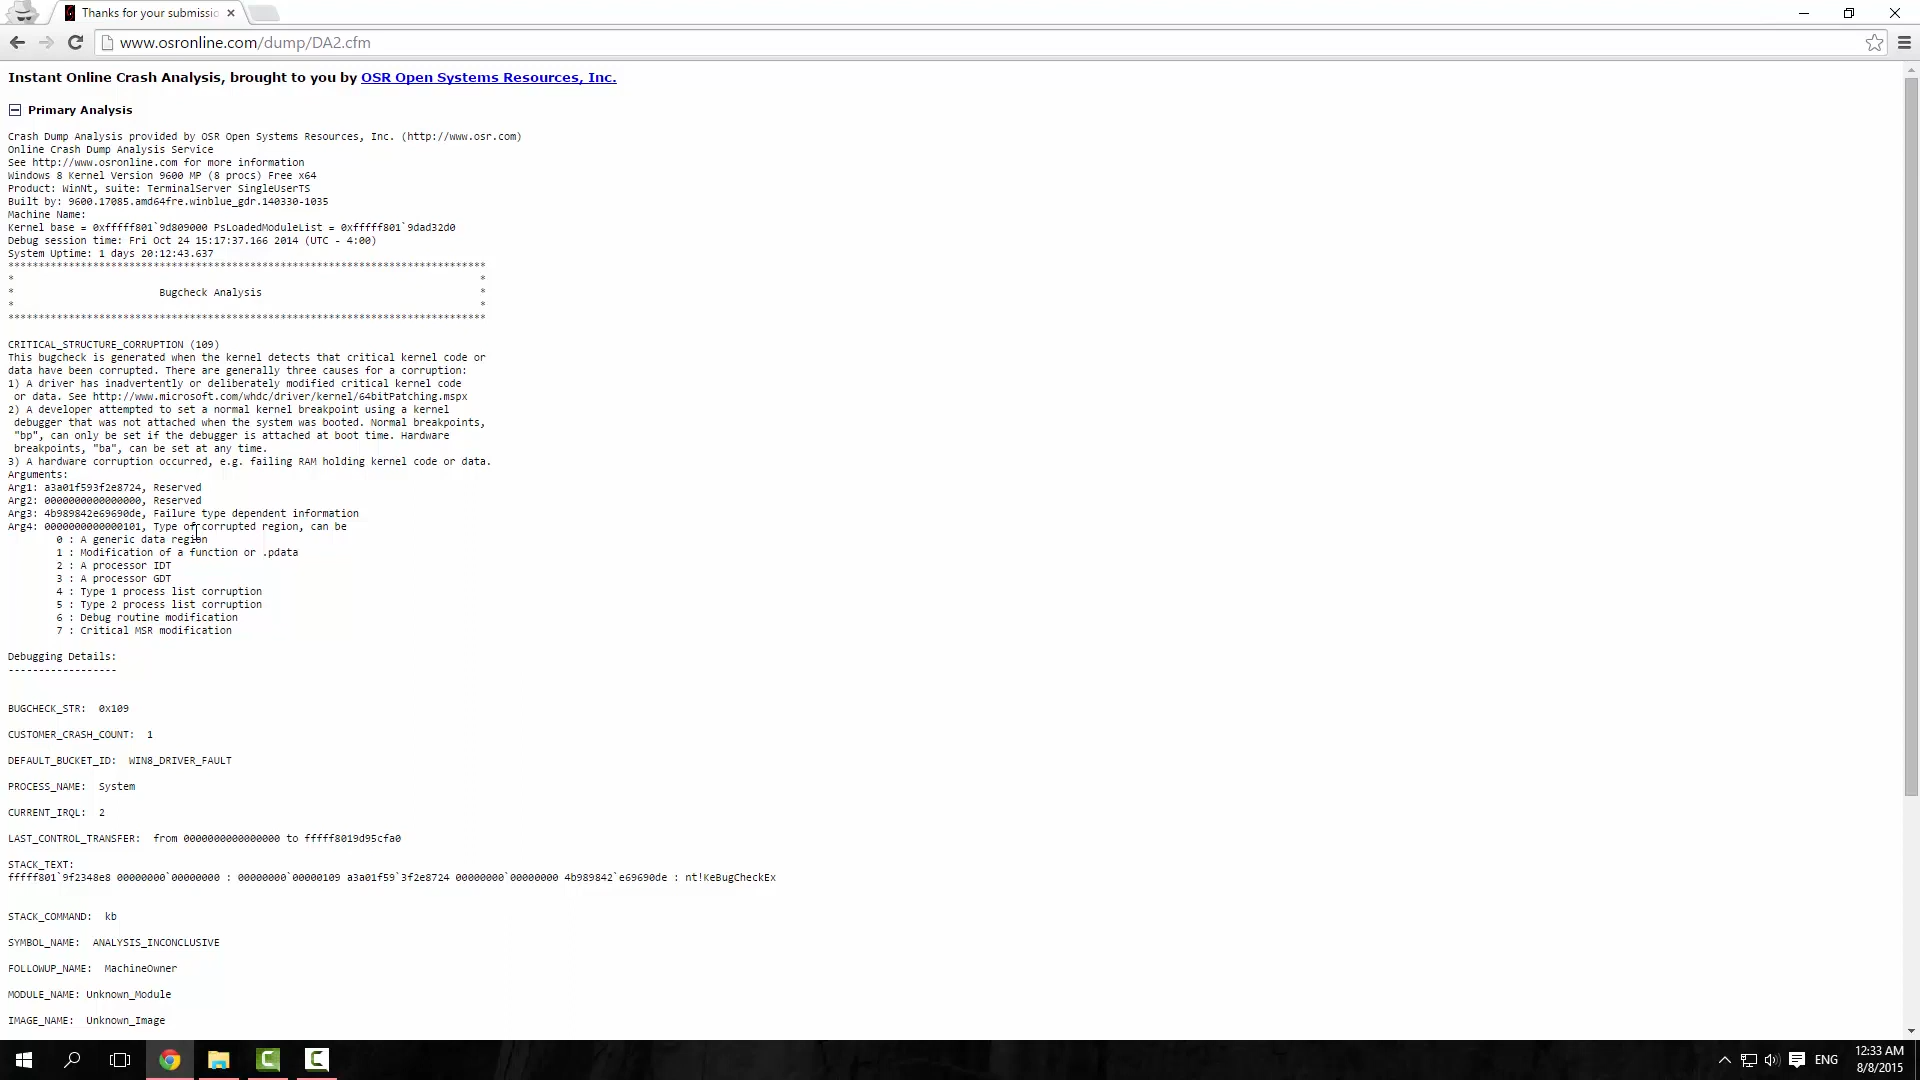 Thanks for your submissio
www.osronline.com/dump/DA2.cfm
Instant Online Crash Analysis, brought to you by OSR Open Systems Resources, Inc.
Primary Analysis
Crash Dump Analysis provided by OSR Open Systems Resources, Inc. (http://www.osr.com)
Online Crash Dump Analysis Service
See http://www.osronline.com for more information
Windows 8 Kernel Version 9600 MP (8 procs) Free x64
Product: WinNt, suite: TerminalServer SingleUserTS
Built by: 9600.17085.amd64fre.winblue_gdr.140330-1035
Machine Name:
Kernel base = 0xfffff801`9d809000 PsLoadedModuleList = 0xfffff801`9dad32d0
Debug session time: Fri Oct 24 15:17:37.166 2014 (UTC - 4:00)
System Uptime: 1 days 20:12:43.637
*******************************************************************************
* *
* Bugcheck Analysis *
* *
*******************************************************************************
CRITICAL_STRUCTURE_CORRUPTION (109)
This bugcheck is generated when the kernel detects that critical kernel code or
data have been corrupted. There are generally three causes for a corruption:
1) A driver has inadvertently or deliberately modified critical kernel code
or data. See http://www.microsoft.com/whdc/driver/kernel/64bitPatching.mspx
2) A developer attempted to set a normal kernel breakpoint using a kernel
debugger that was not attached when the system was booted. Normal breakpoints,
"bp", can only be set if the debugger is attached at boot time. Hardware
breakpoints, "ba", can be set at any time.
3) A hardware corruption occurred, e.g. failing RAM holding kernel code or data.
Arguments:
Arg1: a3a01f593f2e8724, Reserved
Arg2: 0000000000000000, Reserved
Arg3: 4b989842e69690de, Failure type dependent information
Arg4: 0000000000000101, Type of corrupted region, can be
0 : A generic data region
1 : Modification of a function or .pdata
2 : A processor IDT
3 : A processor GDT
4 : Type 1 process list corruption
5 : Type 2 process list corruption
6 : Debug routine modification
7 : Critical MSR modification
Debugging Details:
------------------
BUGCHECK_STR: 0x109
CUSTOMER_CRASH_COUNT: 1
DEFAULT_BUCKET_ID: WIN8_DRIVER_FAULT
PROCESS_NAME: System
CURRENT_IRQL: 2
LAST_CONTROL_TRANSFER: from 0000000000000000 to fffff8019d95cfa0
STACK_TEXT:
fffff801`9f2348e8 00000000`00000000 : 00000000`00000109 a3a01f59`3f2e8724 00000000`00000000 4b989842`e69690de : nt!KeBugCheckEx
STACK_COMMAND: kb
SYMBOL_NAME: ANALYSIS_INCONCLUSIVE
FOLLOWUP_NAME: MachineOwner
MODULE_NAME: Unknown_Module
IMAGE_NAME: Unknown_Image
ENG
12:33 AM
8/8/2015